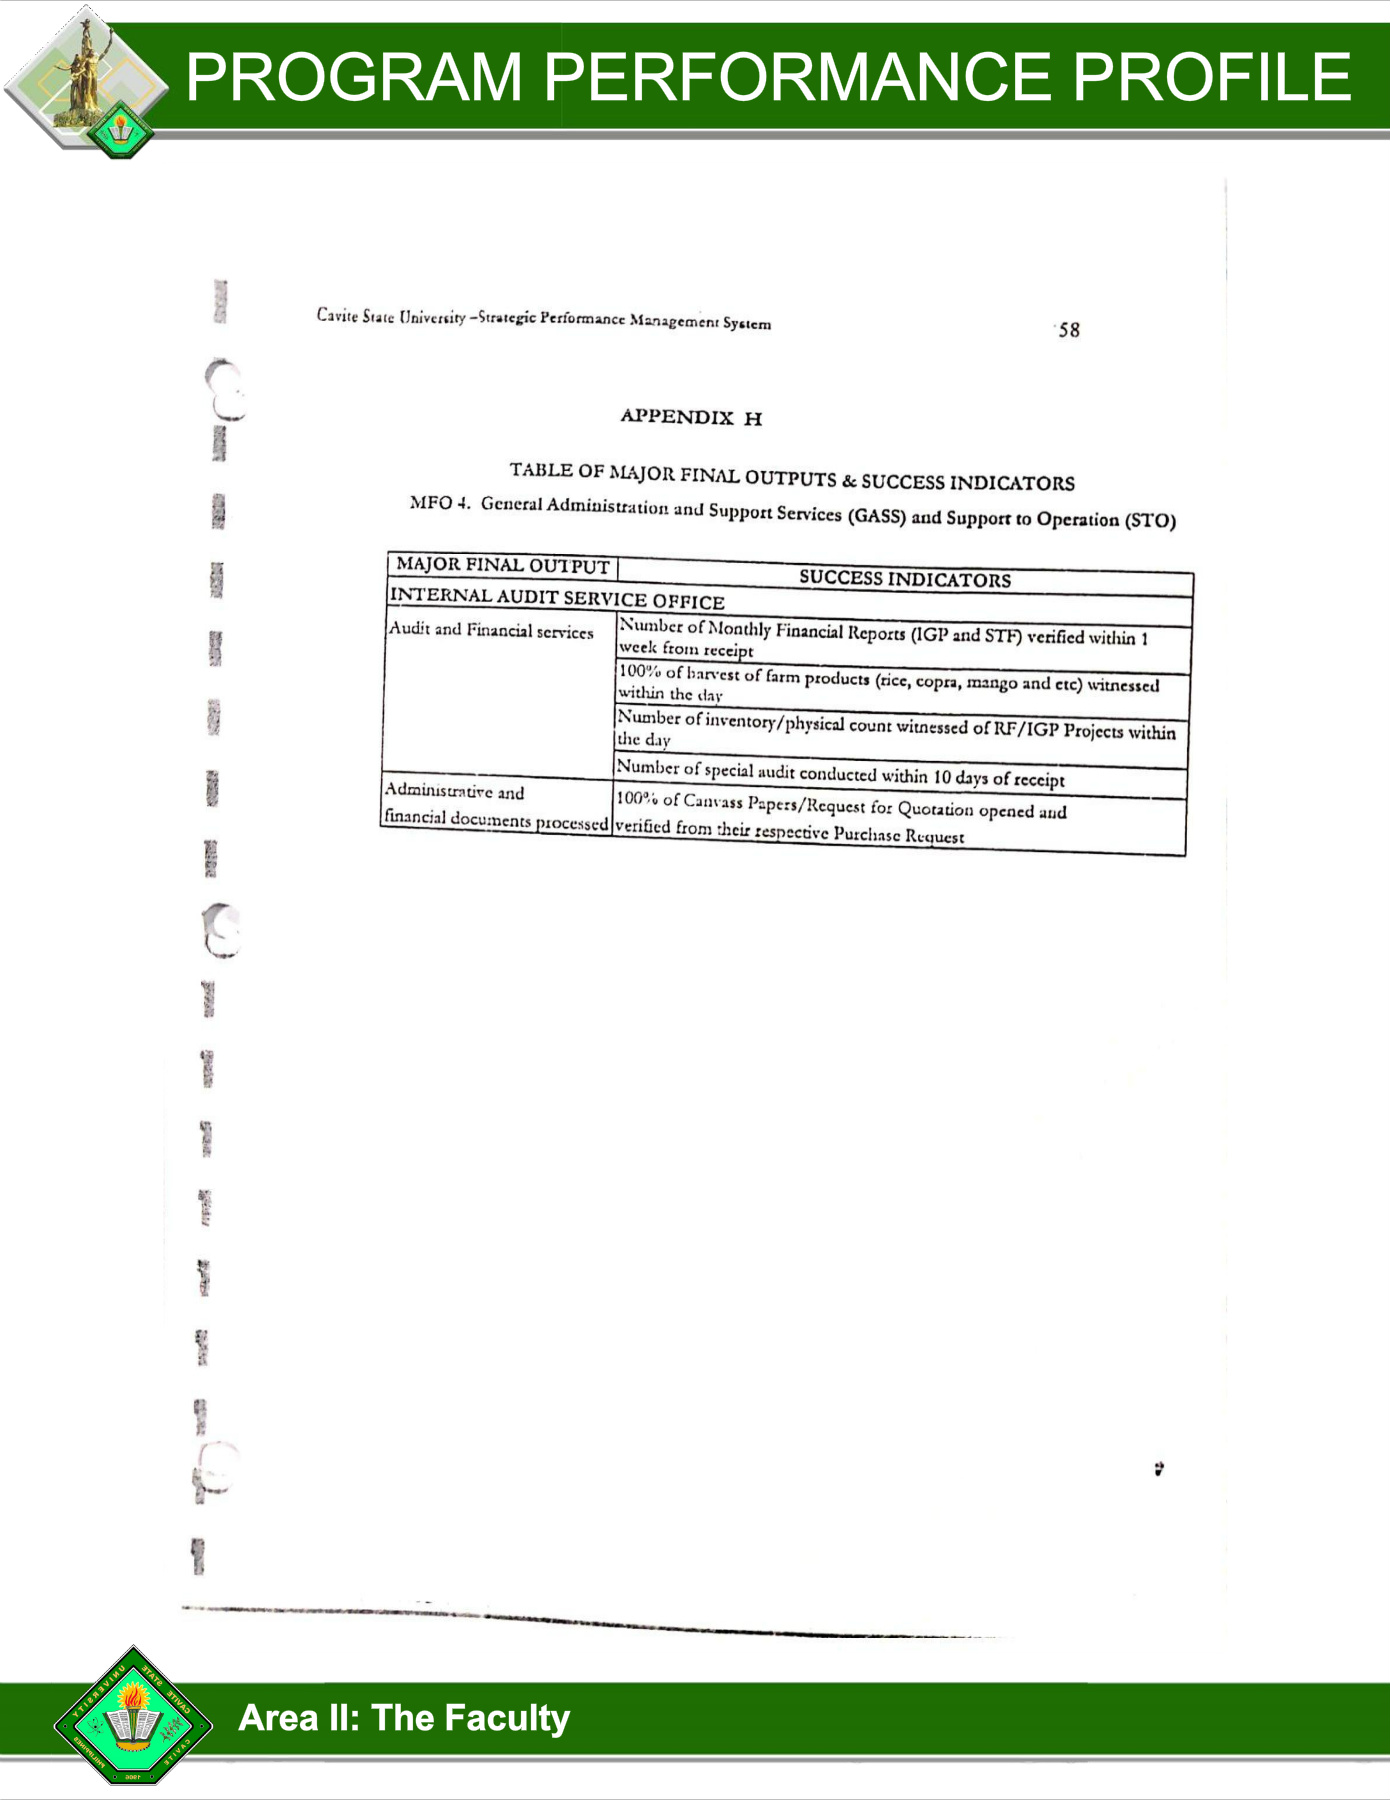 PROGRAM PERFORMANCE PROFILE
Cavite State University –Strategic Performance Management System
58
APPENDIX H
TABLE OF MAJOR FINAL OUTPUTS & SUCCESS INDICATORS
MFO 4. General Administration and Support Services (GASS) and Support to Operation (STO)
MAJOR FINAL OUTPUT
SUCCESS INDICATORS
INTERNAL AUDIT SERVICE OFFICE
Audit and Financial services
Number of Monthly Financial Reports (IGP and STF) verified within 1
week from receipt
100% of harvest of farm products (rice, copra, mango and etc) witnessed
within the day
Number of inventory/physical count witnessed of RF/IGP Projects within
the day
Number of special audit conducted within 10 days of receipt
Administrative and
financial documents processed
100% of Canvass Papers/Request for Quotation opened and
verified from their respective Purchase Request
CAVITE STATE UNIVERSITY
CAVITE
PHILIPPINES
1906
Area II: The Faculty